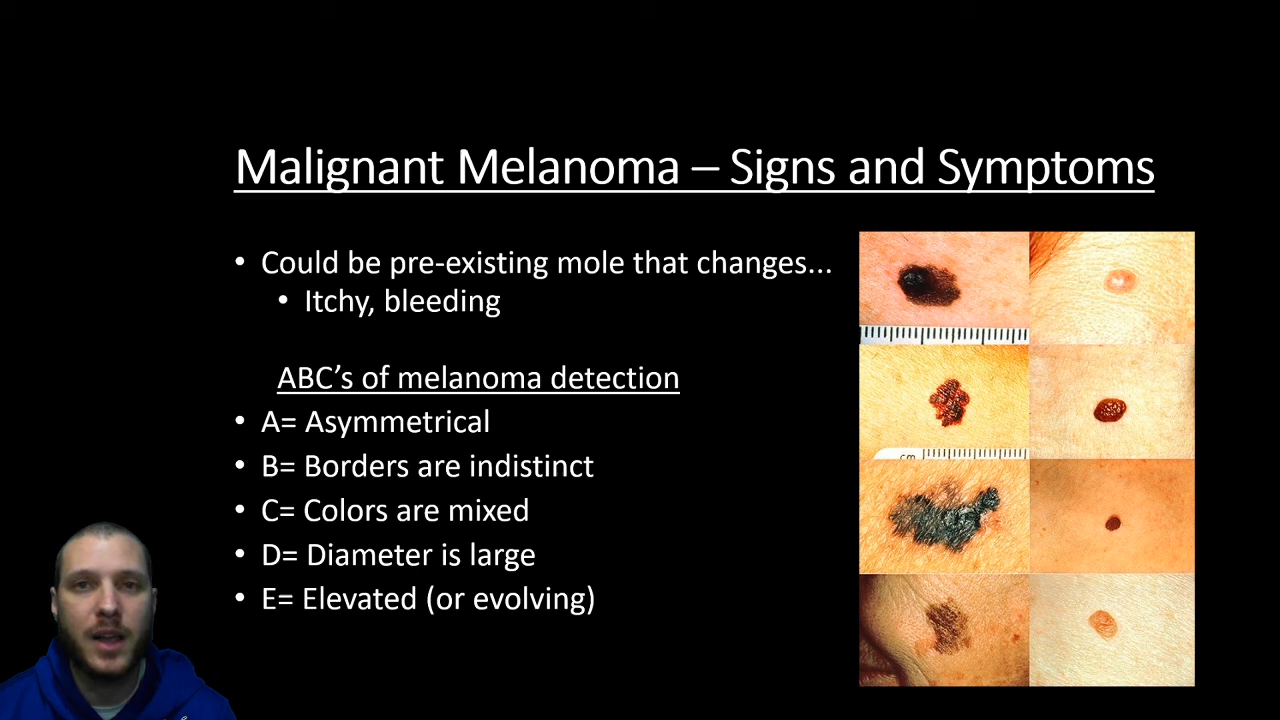 Malignant Melanoma – Signs and Symptoms
• Could be pre-existing mole that changes...
• Itchy, bleeding
ABC’s of melanoma detection
• A= Asymmetrical
• B= Borders are indistinct
• C= Colors are mixed
• D= Diameter is large
• E= Elevated (or evolving)
cm